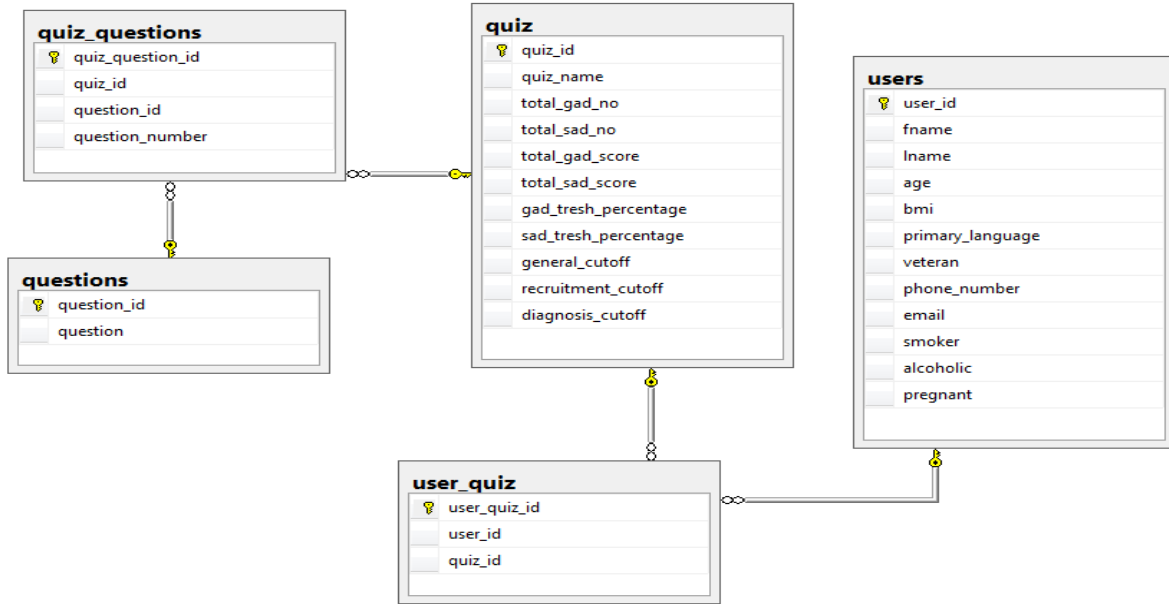 quiz_questions
quiz_question_id
quiz_id
question_id
question_number
quiz
quiz_id
quiz_name
total_gad_no
total_sad_no
total_gad_score
total_sad_score
gad_tresh_percentage
sad_tresh_percentage
general_cutoff
recruitment_cutoff
diagnosis_cutoff
users
user_id
fname
lname
age
bmi
primary_language
veteran
phone_number
email
smoker
alcoholic
pregnant
questions
question_id
question
user_quiz
user_quiz_id
user_id
quiz_id